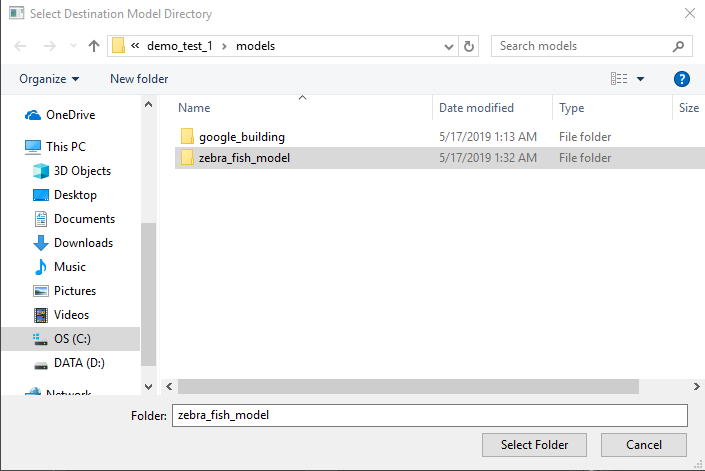 Select Destination Model Directory
« demo_test_1 › models
Search models
Organize
New folder
?
OneDrive
This PC
3D Objects
Desktop
Documents
Downloads
Music
Pictures
Videos
OS (C:)
DATA (D:)
Network
Name Date modified Type Size
google_building 5/17/2019 1:13 AM File folder
zebra_fish_model 5/17/2019 1:32 AM File folder
Folder: zebra_fish_model
Select Folder
Cancel